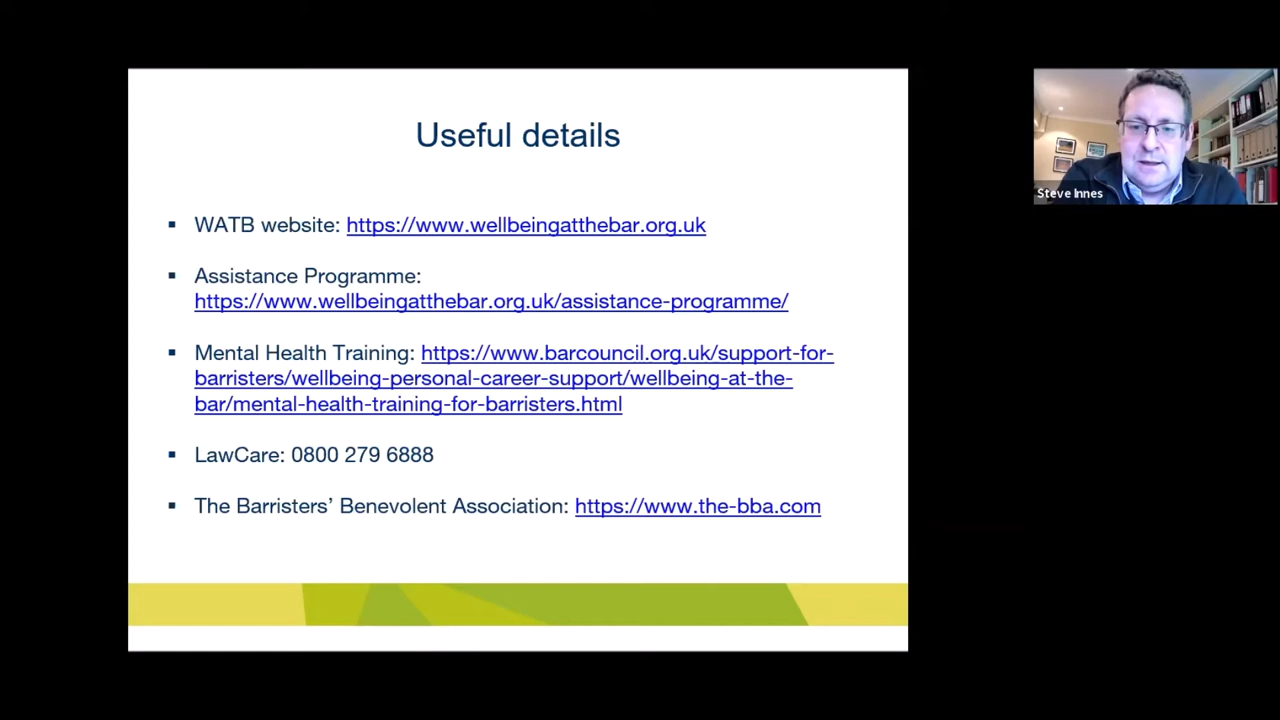 Useful details
▪ WATB website: https://www.wellbeingatthebar.org.uk
▪ Assistance Programme:
https://www.wellbeingatthebar.org.uk/assistance-programme/
▪ Mental Health Training: https://www.barcouncil.org.uk/support-for-
barristers/wellbeing-personal-career-support/wellbeing-at-the-
bar/mental-health-training-for-barristers.html
▪ LawCare: 0800 279 6888
▪ The Barristers’ Benevolent Association: https://www.the-bba.com
Steve Innes